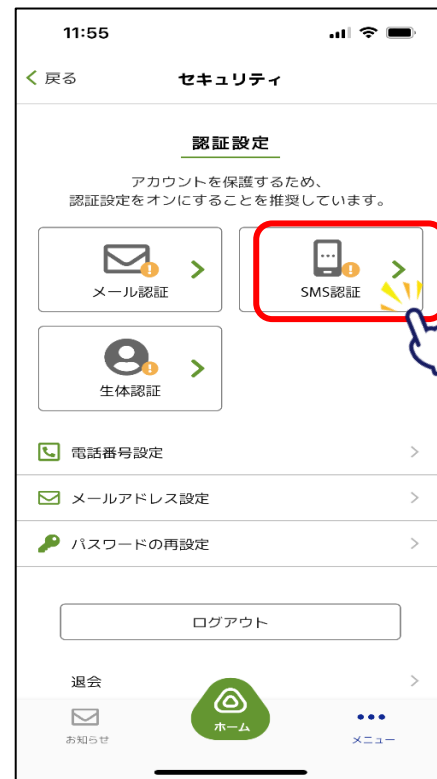 11:55
戻る
セキュリティ
認証設定
アカウントを保護するため、
認証設定をオンにすることを推奨しています。
メール認証
SMS認証
生体認証
電話番号設定
メールアドレス設定
パスワードの再設定
ログアウト
退会
お知らせ
ホーム
メニュー